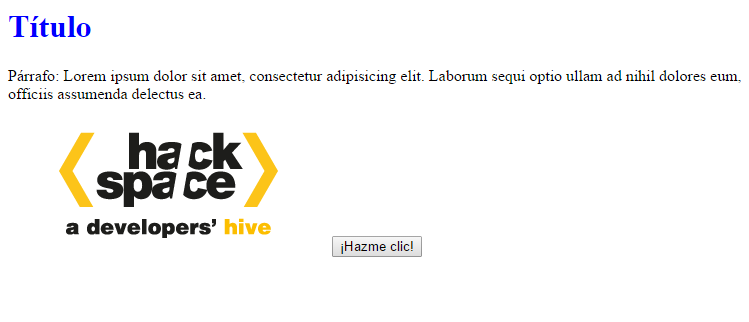 Título
Párrafo: Lorem ipsum dolor sit amet, consectetur adipisicing elit. Laborum sequi optio ullam ad nihil dolores eum,
officiis assumenda delectus ea.
hack
space
a developers’ hive
¡Hazme clic!